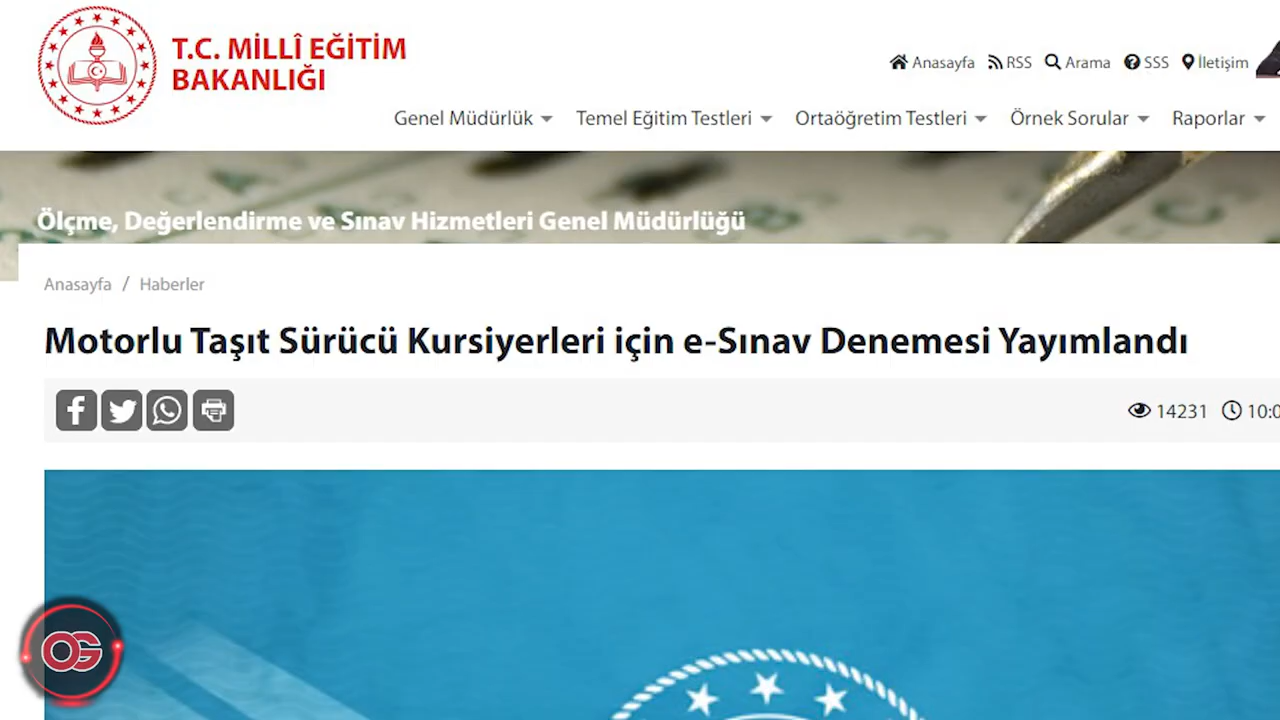 T.C. MİLLÎ EĞİTİM
BAKANLIĞI
Anasayfa RSS Arama SSS İletişim
Genel Müdürlük Temel Eğitim Testleri Ortaöğretim Testleri Örnek Sorular Raporlar
Ölçme, Değerlendirme ve Sınav Hizmetleri Genel Müdürlüğü
Anasayfa / Haberler
Motorlu Taşıt Sürücü Kursiyerleri için e-Sınav Denemesi Yayımlandı
14231
OG